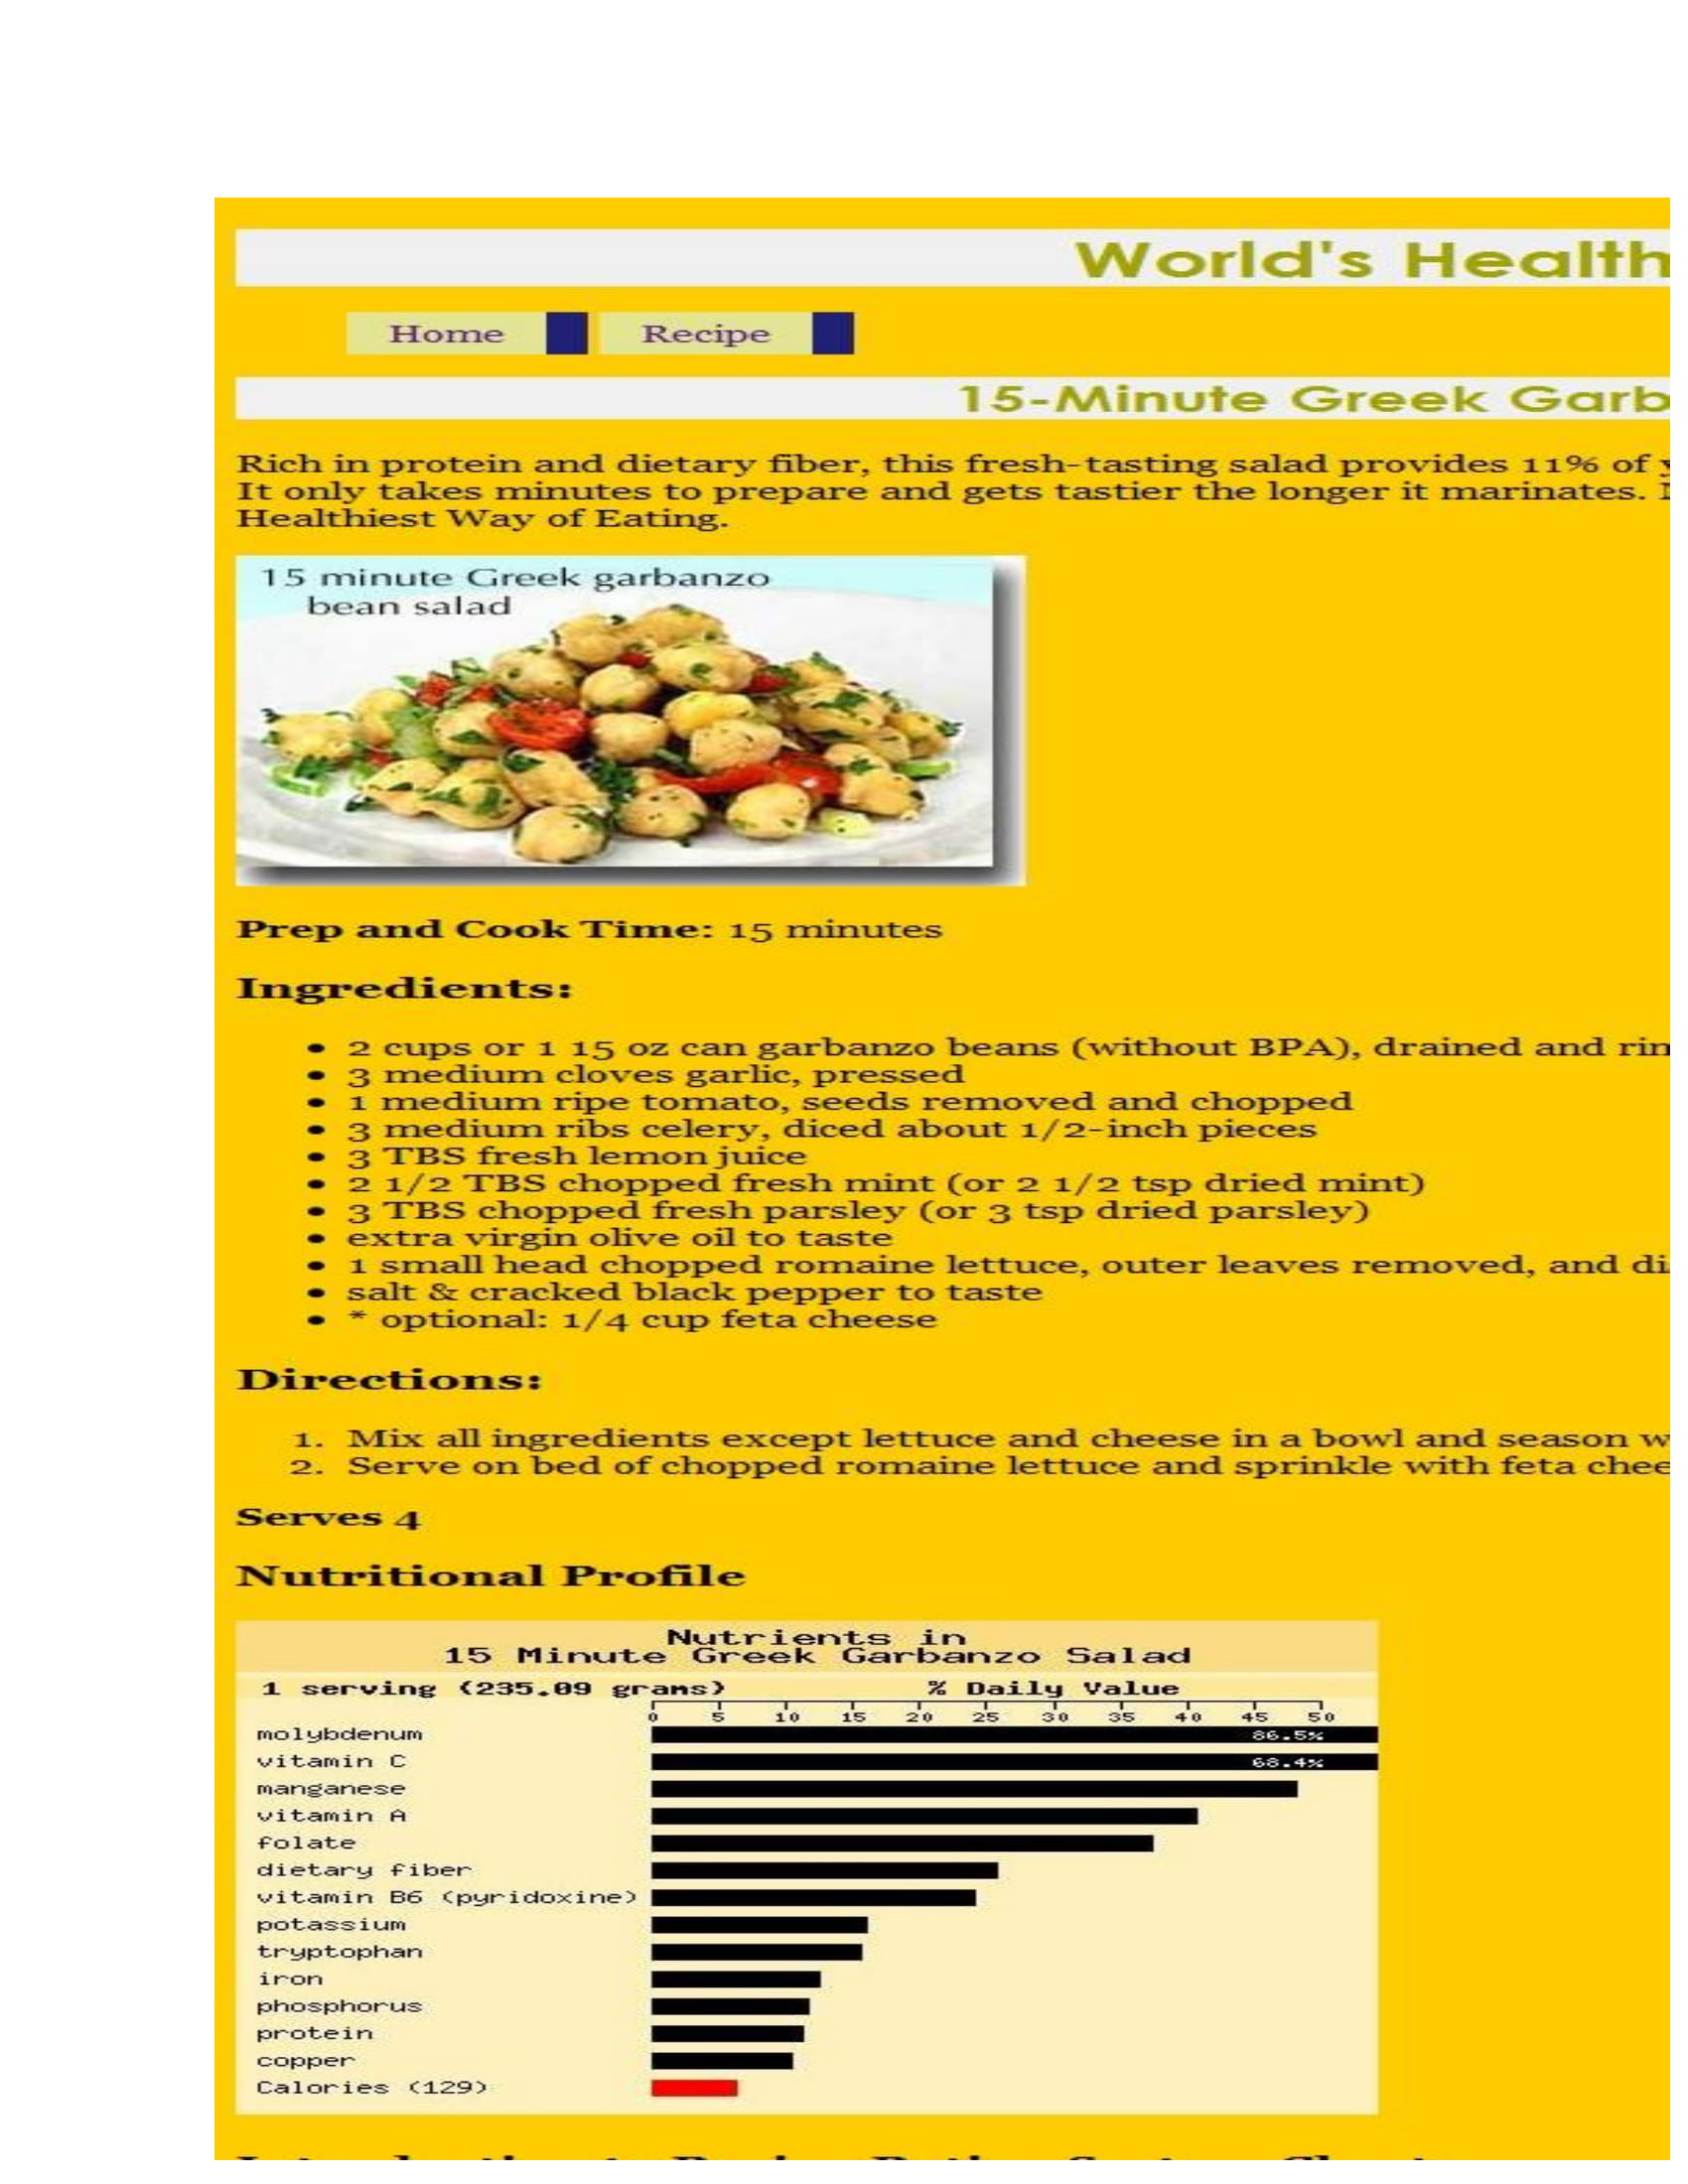 World's Health
Home Recipe
15-Minute Greek Garb
Rich in protein and dietary fiber, this fresh-tasting salad provides 11% of
It only takes minutes to prepare and gets tastier the longer it marinates.
Healthiest Way of Eating.
15 minute Greek garbanzo
bean salad
Prep and Cook Time: 15 minutes
Ingredients:
• 2 cups or 1 15 oz can garbanzo beans (without BPA), drained and rin
• 3 medium cloves garlic, pressed
• 1 medium ripe tomato, seeds removed and chopped
• 3 medium ribs celery, diced about 1/2-inch pieces
• 3 TBS fresh lemon juice
• 2 1/2 TBS chopped fresh mint (or 2 1/2 tsp dried mint)
• 3 TBS chopped fresh parsley (or 3 tsp dried parsley)
• extra virgin olive oil to taste
• 1 small head chopped romaine lettuce, outer leaves removed, and di
• salt & cracked black pepper to taste
• * optional: 1/4 cup feta cheese
Directions:
1. Mix all ingredients except lettuce and cheese in a bowl and season w
2. Serve on bed of chopped romaine lettuce and sprinkle with feta chee
Serves 4
Nutritional Profile
Nutrients in
15 Minute Greek Garbanzo Salad
1 serving (235.09 grams) % Daily Value
0 5 10 15 20 25 30 35 40 45 50
molybdenum 86.5%
vitamin C 68.4%
manganese
vitamin A
folate
dietary fiber
vitamin B6 (pyridoxine)
potassium
tryptophan
iron
phosphorus
protein
copper
Calories (129)